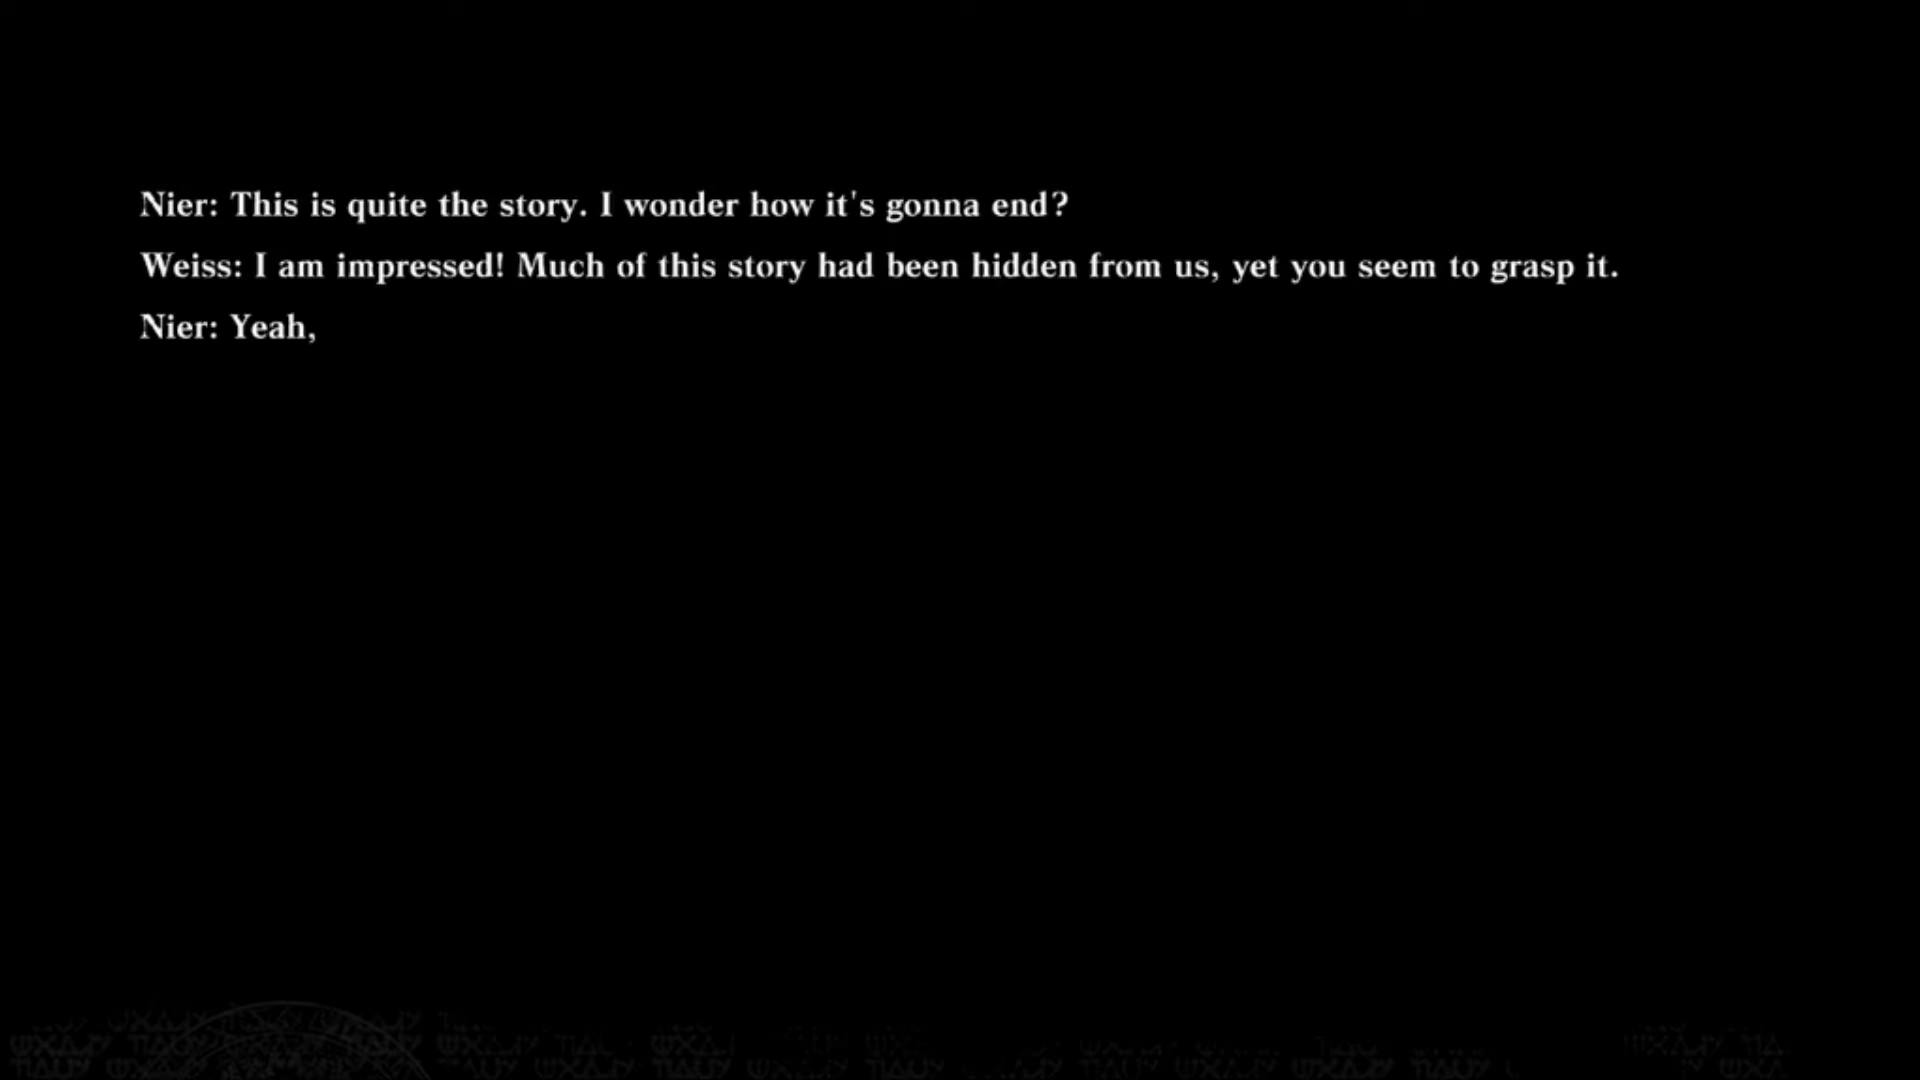 Nier: This is quite the story. I wonder how it's gonna end?
Weiss: I am impressed! Much of this story had been hidden from us, yet you seem to grasp it.
Nier: Yeah,